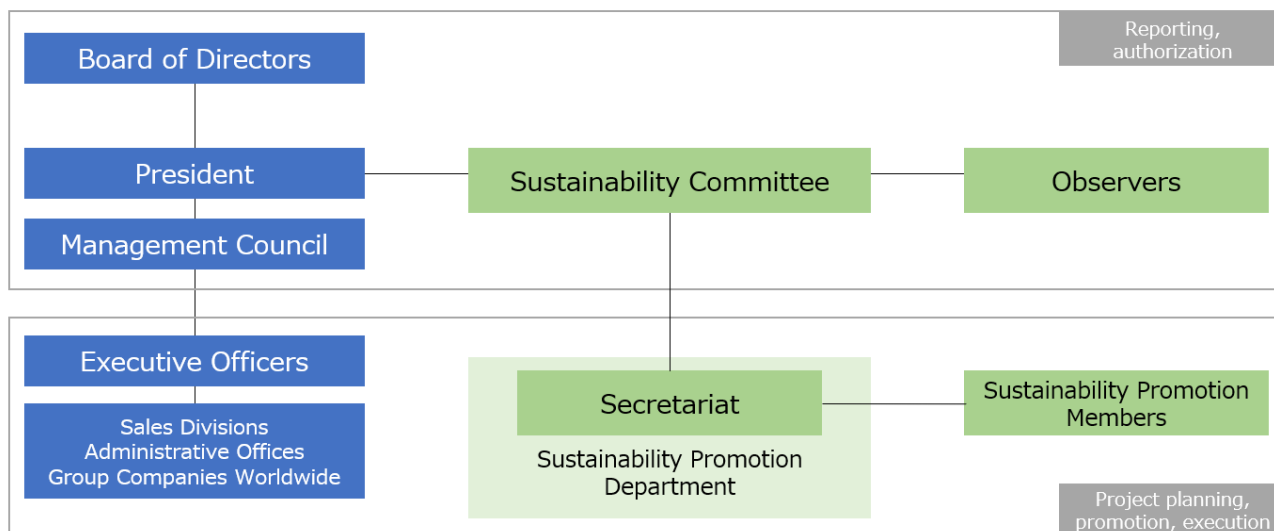 Reporting,
authorization
Board of Directors
President
Sustainability Committee
Observers
Management Council
Executive Officers
Sales Divisions
Administrative Offices
Group Companies Worldwide
Secretariat
Sustainability Promotion
Department
Sustainability Promotion
Members
Project planning,
promotion, execution